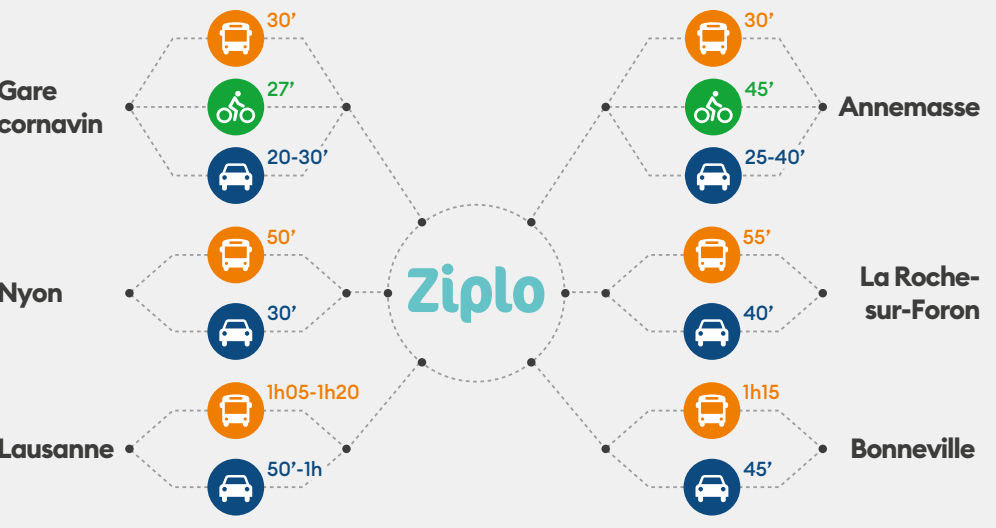 30’
Gare
cornavin
27’
20-30’
30’
45’
Annemasse
25-40’
50’
Nyon
30’
Ziplo
55’
La Roche-
sur-Foron
40’
1h05-1h20
Lausanne
50’-1h
1h15
Bonneville
45’